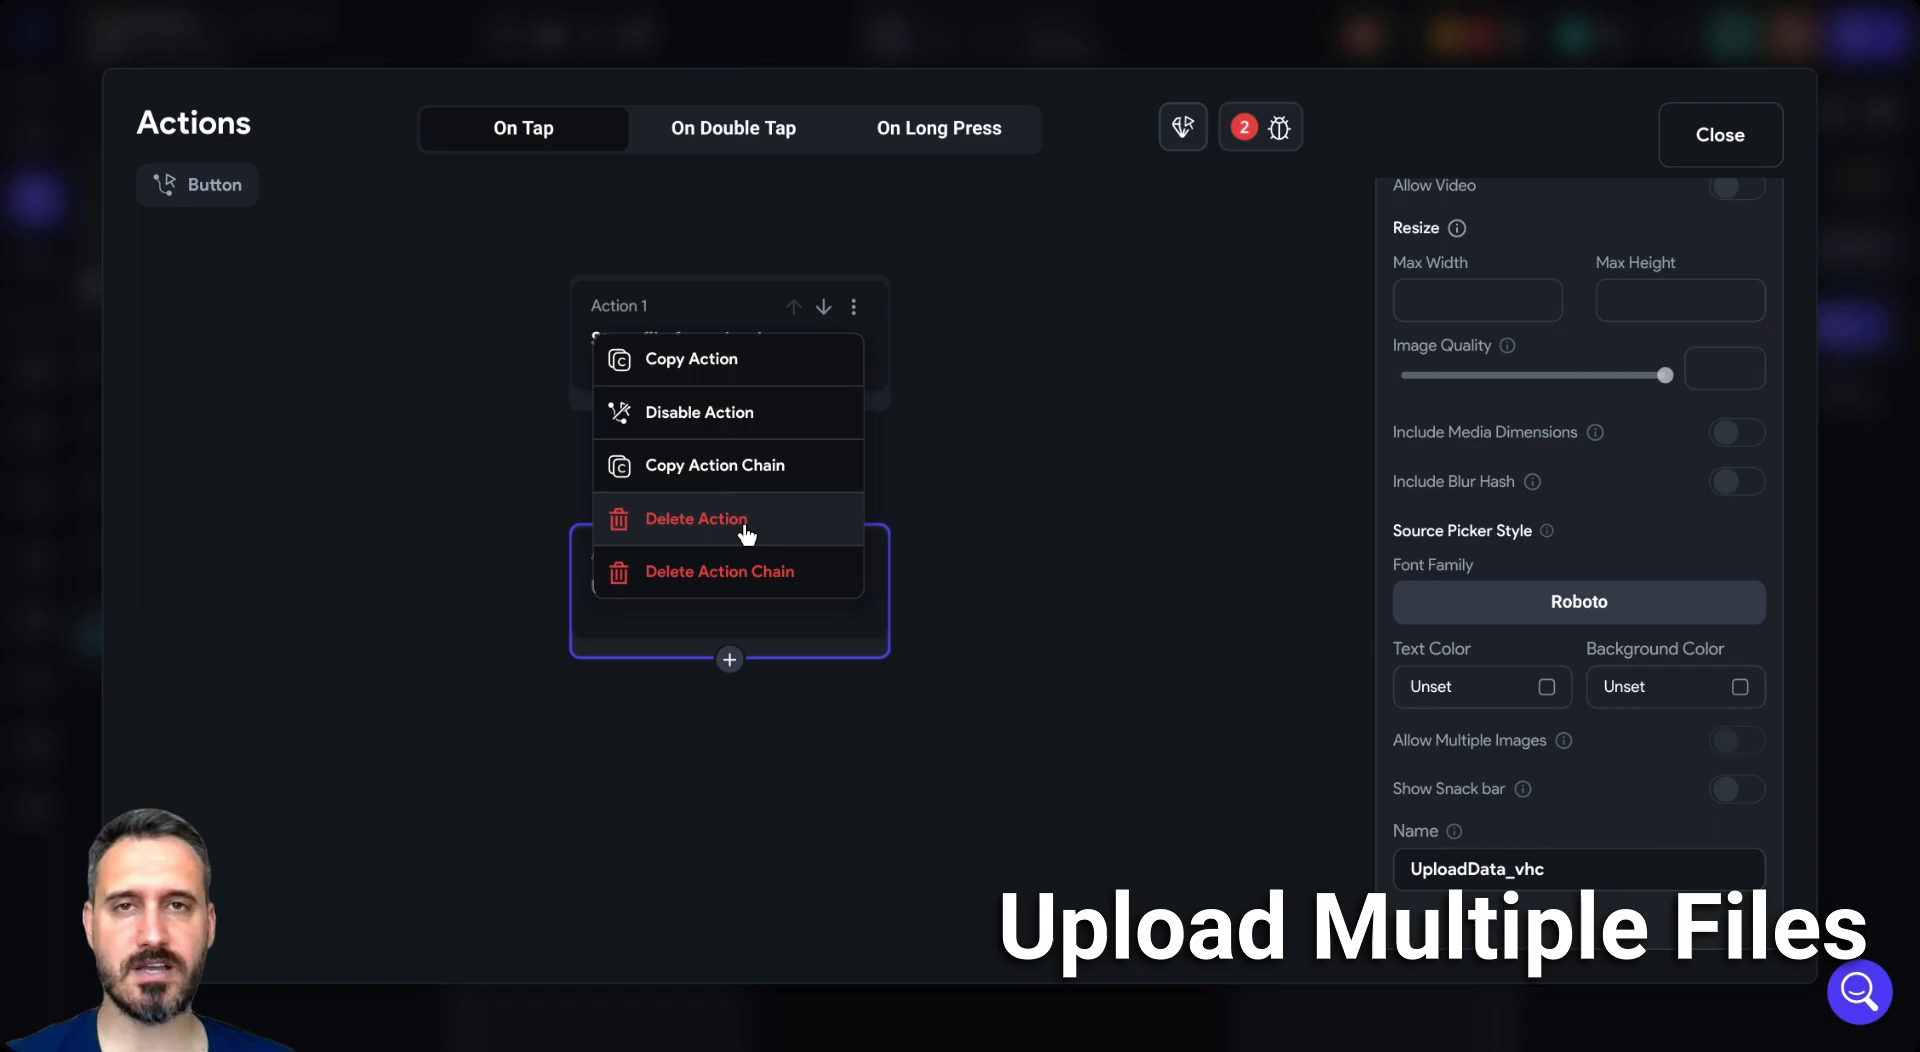 Actions
On Tap
On Double Tap
On Long Press
2
Close
Button
Allow Video
Resize
Max Width
Max Height
Action 1
Image Quality
Copy Action
Disable Action
Include Media Dimensions
Copy Action Chain
Include Blur Hash
Delete Action
Source Picker Style
Font Family
Delete Action Chain
Roboto
Text Color
Background Color
Unset
Unset
Allow Multiple Images
Show Snack bar
Name
UploadData_vhc
Upload Multiple Files